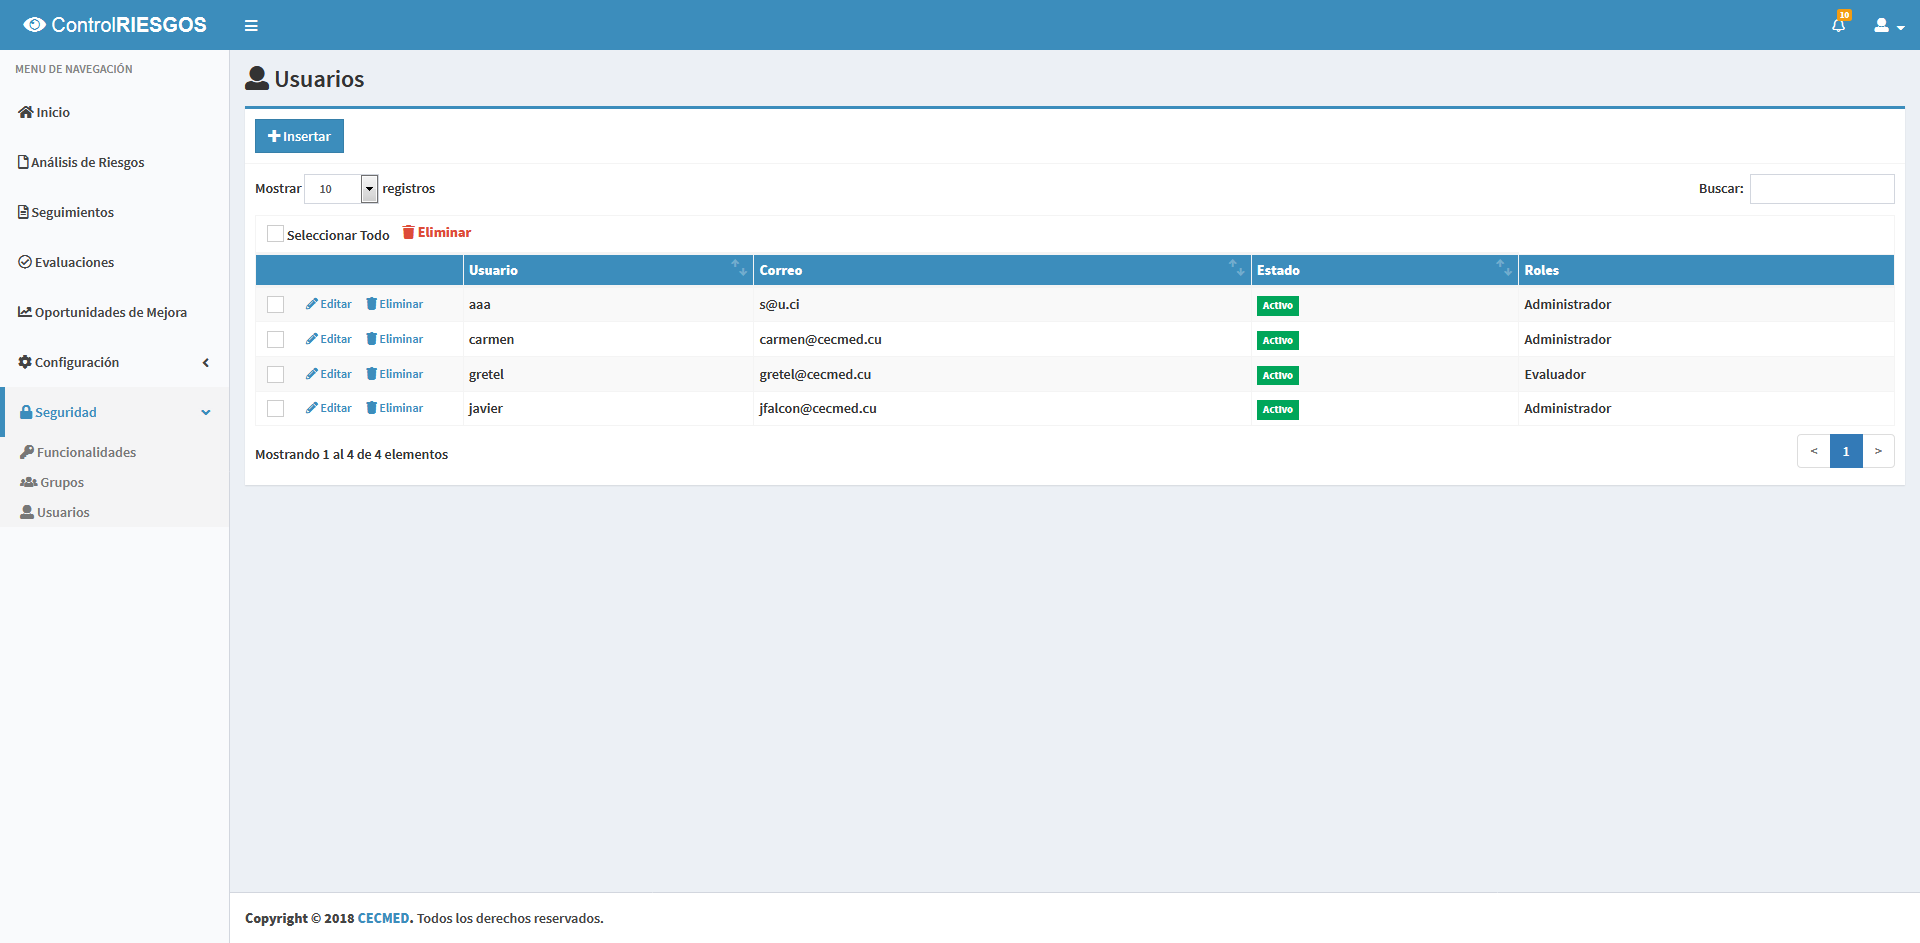 ControlRIESGOS
10
MENU DE NAVEGACIÓN
Inicio
Análisis de Riesgos
Seguimientos
Evaluaciones
Oportunidades de Mejora
Configuración
Seguridad
Funcionalidades
Grupos
Usuarios
Usuarios
Insertar
Mostrar 10 registros
Buscar:
Seleccionar Todo Eliminar
Usuario Correo Estado Roles
Editar Eliminar aaa s@u.ci Activo Administrador
Editar Eliminar carmen carmen@cecmed.cu Activo Administrador
Editar Eliminar gretel gretel@cecmed.cu Activo Evaluador
Editar Eliminar javier jfalcon@cecmed.cu Activo Administrador
Mostrando 1 al 4 de 4 elementos
< 1 >
Copyright © 2018 CECMED. Todos los derechos reservados.